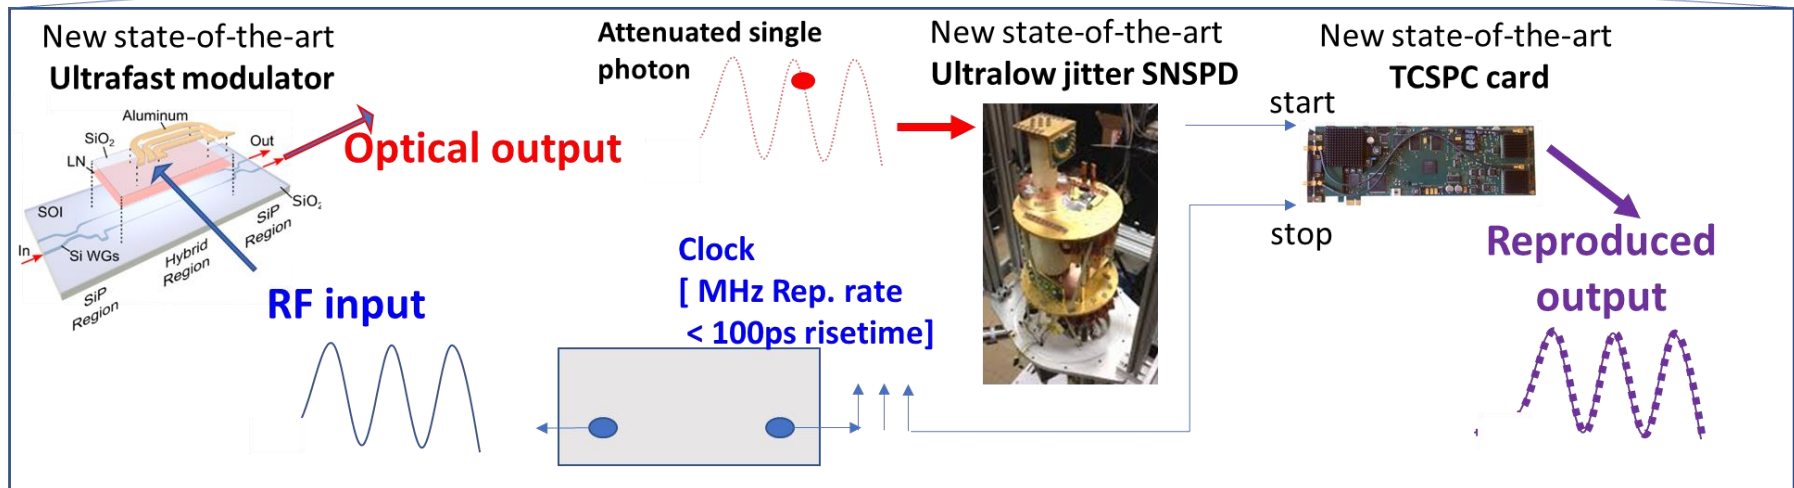 New state-of-the-art
Ultrafast modulator
Aluminum
SiO₂
LN
Out
SOI
SiO₂
In
Si WGs
SiP
Region
Hybrid
Region
SiP
Region
Optical output
RF input
Attenuated single
photon
Clock
[ MHz Rep. rate
< 100ps risetime]
New state-of-the-art
Ultralow jitter SNSPD
New state-of-the-art
TCSPC card
start
stop
Reproduced
output